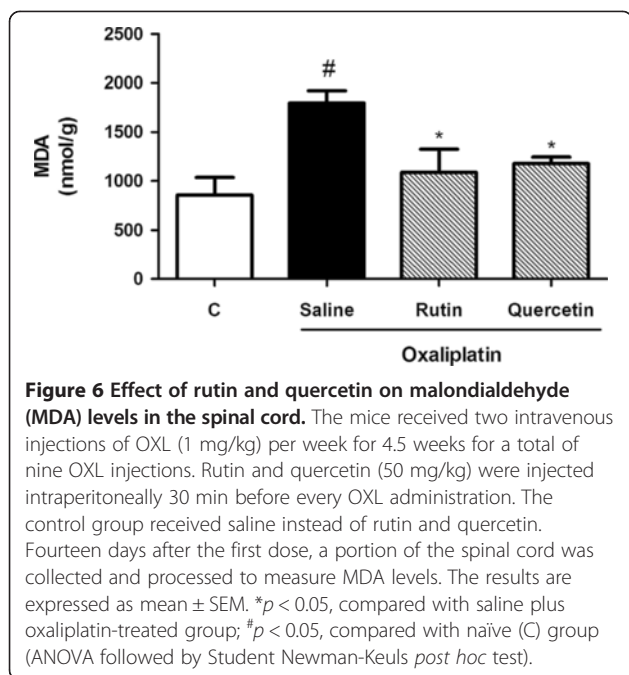 2500
2000
1500
1000
500
0
MDA
(nmol/g)
#
*
*
C
Saline
Rutin
Quercetin
Oxaliplatin
Figure 6 Effect of rutin and quercetin on malondialdehyde
(MDA) levels in the spinal cord. The mice received two intravenous
injections of OXL (1 mg/kg) per week for 4.5 weeks for a total of
nine OXL injections. Rutin and quercetin (50 mg/kg) were injected
intraperitoneally 30 min before every OXL administration. The
control group received saline instead of rutin and quercetin.
Fourteen days after the first dose, a portion of the spinal cord was
collected and processed to measure MDA levels. The results are
expressed as mean ± SEM. *p < 0.05, compared with saline plus
oxaliplatin-treated group; #p < 0.05, compared with naïve (C) group
(ANOVA followed by Student Newman-Keuls post hoc test).